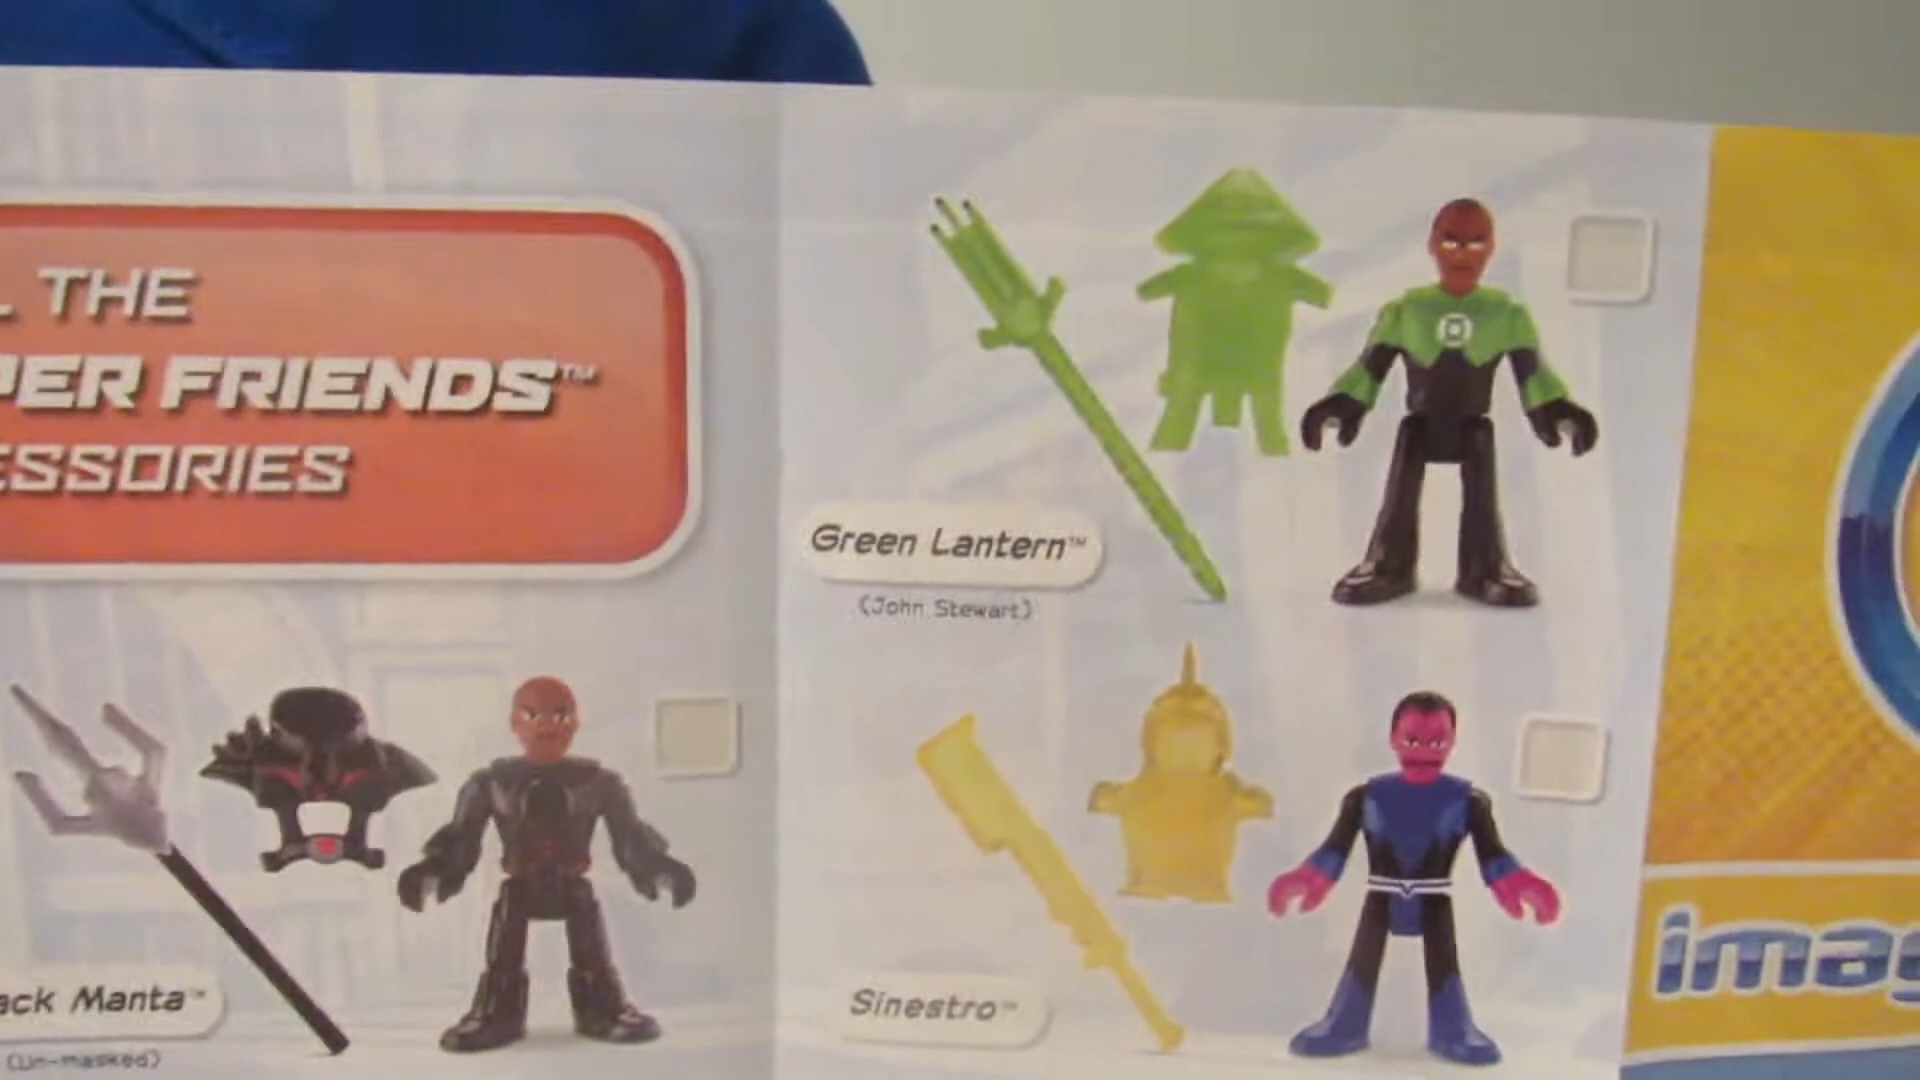 THE
PER FRIENDS™
ESSORIES
Green Lantern™
(John Stewart)
ack Manta™
(Un-masked)
Sinestro™
imag